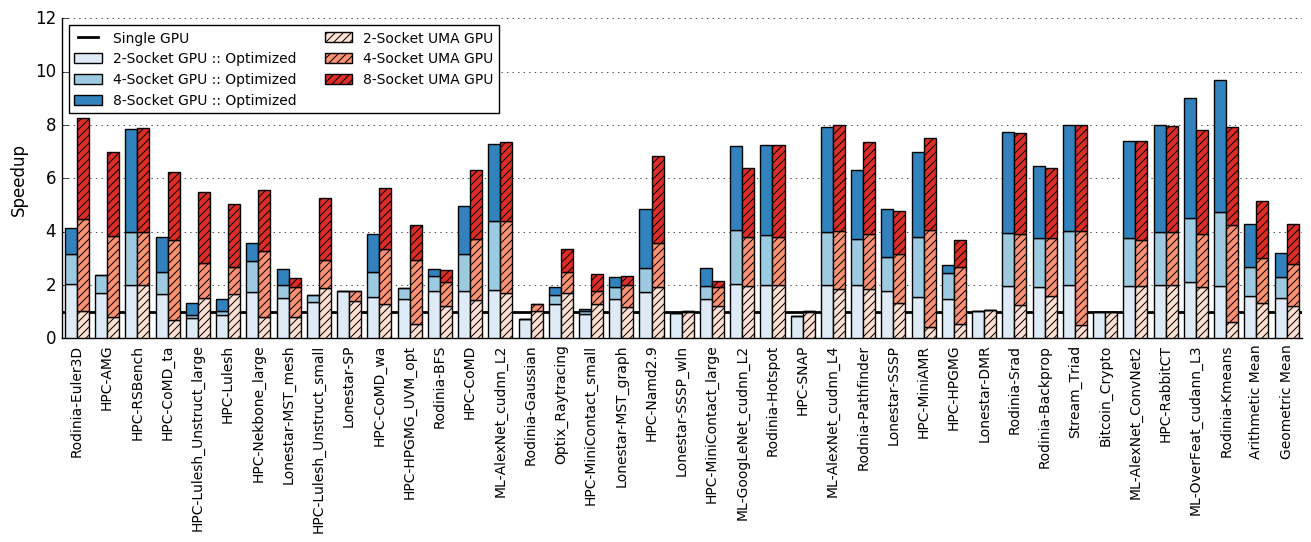 12
10
8
6
4
2
0
Speedup
Single GPU
2-Socket GPU :: Optimized
4-Socket GPU :: Optimized
8-Socket GPU :: Optimized
2-Socket UMA GPU
4-Socket UMA GPU
8-Socket UMA GPU
Rodinia-Euler3D
HPC-AMG
HPC-RSBench
HPC-CoMD_ta
HPC-Lulesh_Unstruct_large
HPC-Lulesh
HPC-Nekbone_large
Lonestar-MST_mesh
HPC-Lulesh_Unstruct_small
Lonestar-SP
HPC-CoMD_wa
HPC-HPGMG_UVM_opt
Rodinia-BFS
HPC-CoMD
ML-AlexNet_cudnn_L2
Rodinia-Gaussian
Optix_Raytracing
HPC-MiniContact_small
Lonestar-MST_graph
HPC-Namd2.9
Lonestar-SSSP_wln
HPC-MiniContact_large
ML-GoogLeNet_cudnn_L2
Rodinia-Hotspot
HPC-SNAP
ML-AlexNet_cudnn_L4
Rodnia-Pathfinder
Lonestar-SSSP
HPC-MiniAMR
HPC-HPGMG
Lonestar-DMR
Rodinia-Srad
Rodinia-Backprop
Stream_Triad
Bitcoin_Crypto
ML-AlexNet_ConvNet2
HPC-RabbitCT
ML-OverFeat_cudann_L3
Rodinia-Kmeans
Arithmetic Mean
Geometric Mean